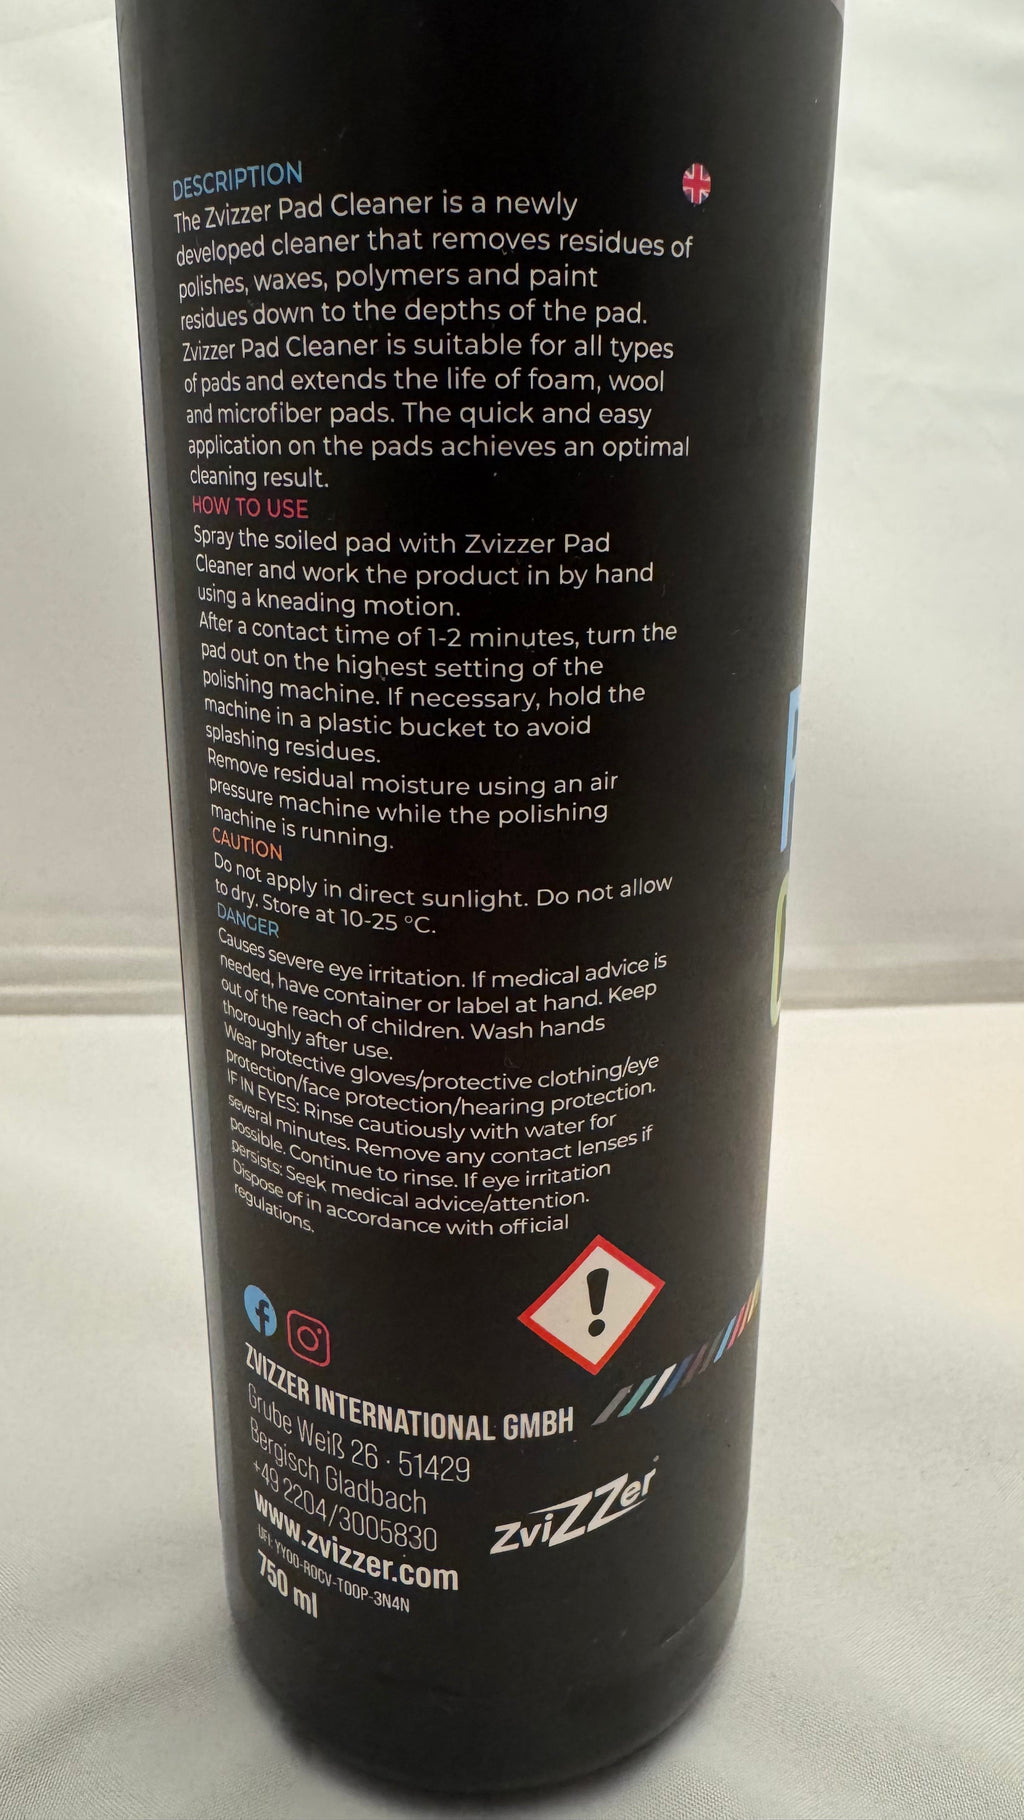 DESCRIPTION
The Zvizzer Pad Cleaner is a newly
developed cleaner that removes residues of
polishes, waxes, polymers and paint
residues down to the depths of the pad.
Zvizzer Pad Cleaner is suitable for all types
of pads and extends the life of foam, wool
and microfiber pads. The quick and easy
application on the pads achieves an optimal
cleaning result.
HOW TO USE
Spray the soiled pad with Zvizzer Pad
Cleaner and work the product in by hand
using a kneading motion.
After a contact time of 1-2 minutes, turn the
pad out on the highest setting of the
polishing machine. If necessary, hold the
machine in a plastic bucket to avoid
splashing residues.
Remove residual moisture using an air
pressure machine while the polishing
machine is running.
CAUTION
Do not apply in direct sunlight. Do not allow
to dry. Store at 10-25 °C.
DANGER
Causes severe eye irritation. If medical advice is
needed, have container or label at hand. Keep
out of the reach of children. Wash hands
thoroughly after use.
Wear protective gloves/protective clothing/eye
protection/face protection/hearing protection.
IF IN EYES: Rinse cautiously with water for
several minutes. Remove any contact lenses if
possible. Continue to rinse. If eye irritation
persists: Seek medical advice/attention.
Dispose of in accordance with official
regulations.
ZVIZZER INTERNATIONAL GMBH
Grube Weiß 26 · 51429
Bergisch Gladbach
+49 2204/3005830
www.zvizzer.com
UFI: YY00-R0CV-T00P-3N4N
750 ml
ZviZZer